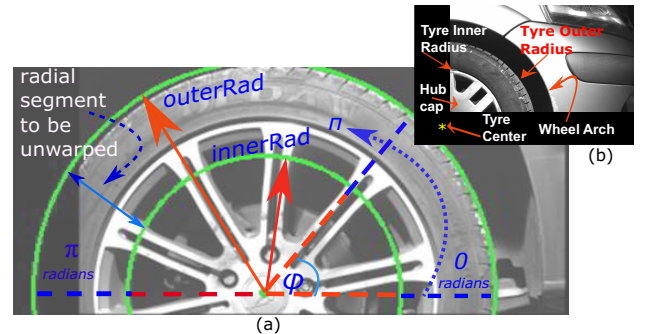 radial
segment
to be
unwarped
outerRad
innerRad
n
π
radians
φ
0
radians
(a)
Tyre Inner
Radius
Tyre Outer
Radius
Hub
cap
*
Tyre
Center
Wheel Arch
(b)